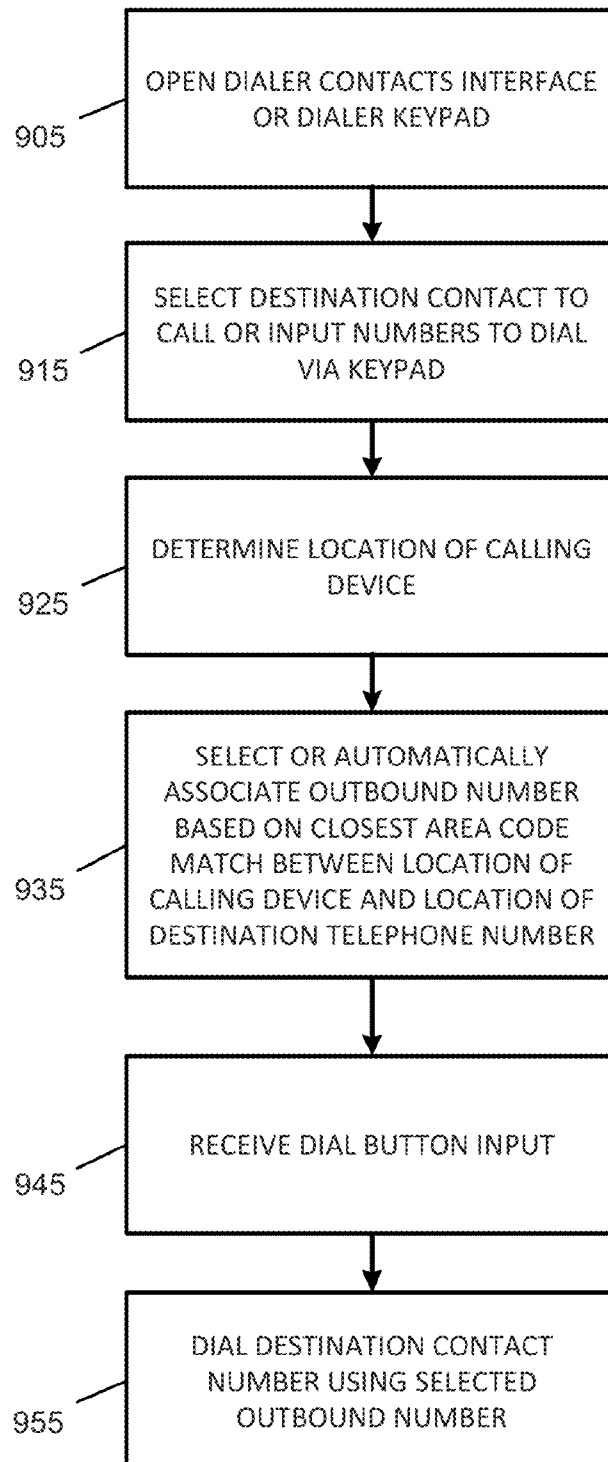 905
OPEN DIALER CONTACTS INTERFACE
OR DIALER KEYPAD
915
SELECT DESTINATION CONTACT TO
CALL OR INPUT NUMBERS TO DIAL
VIA KEYPAD
925
DETERMINE LOCATION OF CALLING
DEVICE
935
SELECT OR AUTOMATICALLY
ASSOCIATE OUTBOUND NUMBER
BASED ON CLOSEST AREA CODE
MATCH BETWEEN LOCATION OF
CALLING DEVICE AND LOCATION OF
DESTINATION TELEPHONE NUMBER
945
RECEIVE DIAL BUTTON INPUT
955
DIAL DESTINATION CONTACT
NUMBER USING SELECTED
OUTBOUND NUMBER